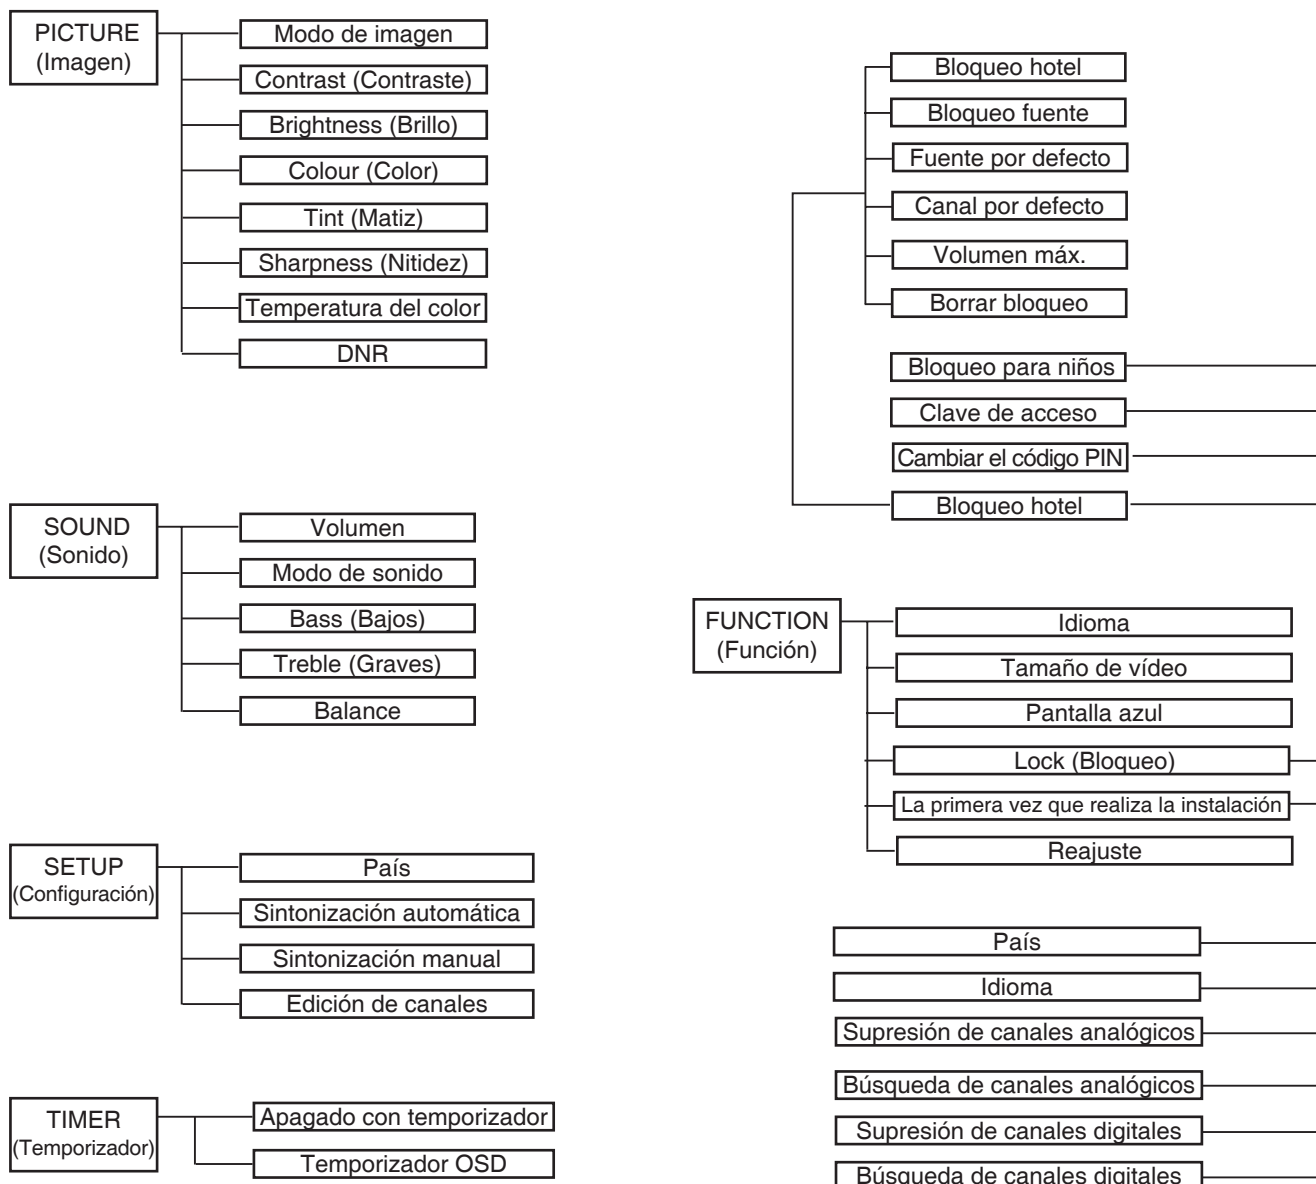 PICTURE
(Imagen)
Modo de imagen
Contrast (Contraste)
Brightness (Brillo)
Colour (Color)
Tint (Matiz)
Sharpness (Nitidez)
Temperatura del color
DNR
SOUND
(Sonido)
Volumen
Modo de sonido
Bass (Bajos)
Treble (Graves)
Balance
SETUP
(Configuración)
País
Sintonización automática
Sintonización manual
Edición de canales
TIMER
(Temporizador)
Apagado con temporizador
Temporizador OSD
Bloqueo hotel
Bloqueo fuente
Fuente por defecto
Canal por defecto
Volumen máx.
Borrar bloqueo
Bloqueo para niños
Clave de acceso
Cambiar el código PIN
Bloqueo hotel
FUNCTION
(Función)
Idioma
Tamaño de vídeo
Pantalla azul
Lock (Bloqueo)
La primera vez que realiza la instalación
Reajuste
País
Idioma
Supresión de canales analógicos
Búsqueda de canales analógicos
Supresión de canales digitales
Búsqueda de canales digitales